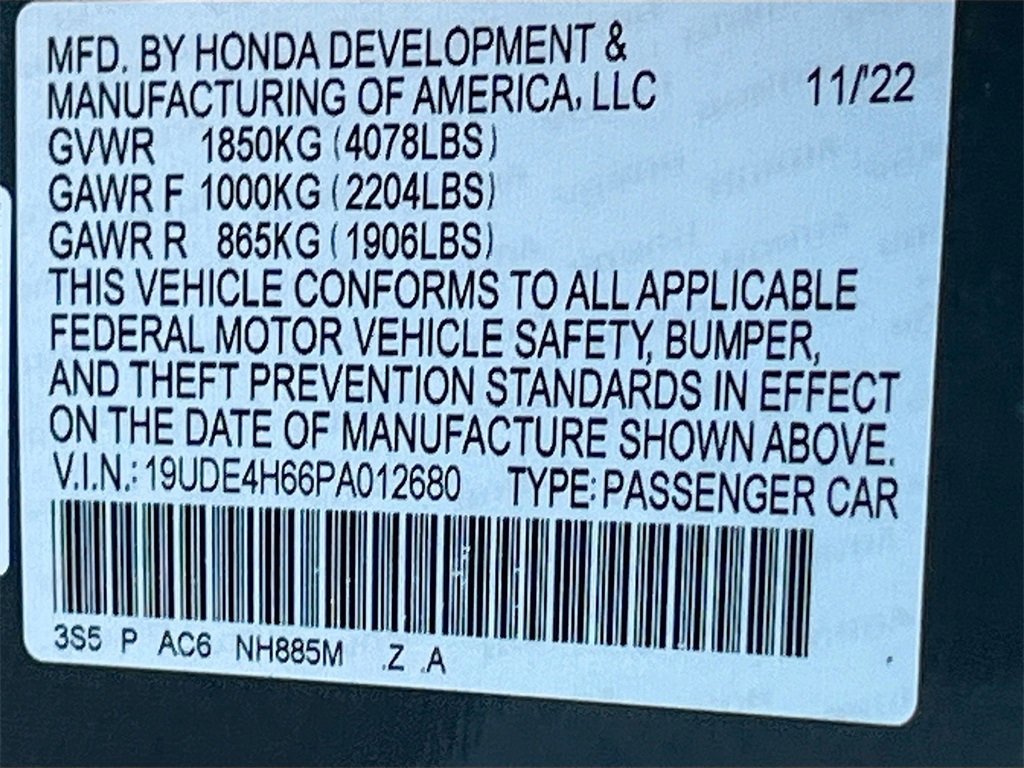 MFD. BY HONDA DEVELOPMENT &
MANUFACTURING OF AMERICA, LLC 11/'22
GVWR 1850KG (4078LBS)
GAWR F 1000KG (2204LBS)
GAWR R 865KG (1906LBS)
THIS VEHICLE CONFORMS TO ALL APPLICABLE
FEDERAL MOTOR VEHICLE SAFETY, BUMPER,
AND THEFT PREVENTION STANDARDS IN EFFECT
ON THE DATE OF MANUFACTURE SHOWN ABOVE.
V.I.N.: 19UDE4H66PA012680 TYPE: PASSENGER CAR
3S5 P AC6 NH885M .Z .A